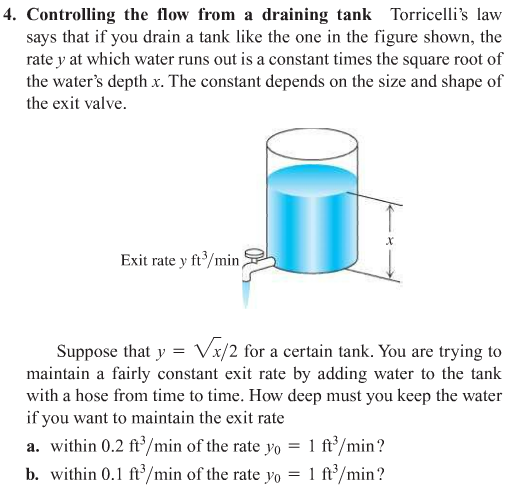 4. Controlling the flow from a draining tank Torricelli's law
says that if you drain a tank like the one in the figure shown, the
rate y at which water runs out is a constant times the square root of
the water's depth x. The constant depends on the size and shape of
the exit valve.
x
Exit rate y ft³/min
Suppose that y = √x/2 for a certain tank. You are trying to
maintain a fairly constant exit rate by adding water to the tank
with a hose from time to time. How deep must you keep the water
if you want to maintain the exit rate
a. within 0.2 ft³/min of the rate y₀ = 1 ft³/min?
b. within 0.1 ft³/min of the rate y₀ = 1 ft³/min?